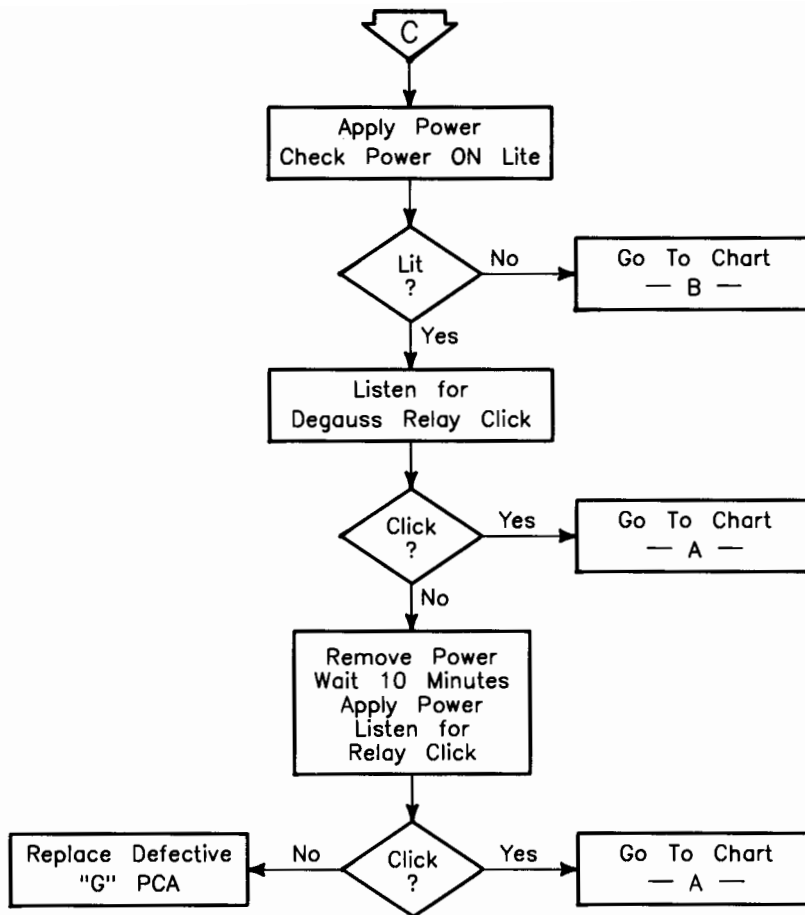 C
Apply Power
Check Power ON Lite
Lit
?
No
Go To Chart
— B —
Yes
Listen for
Degauss Relay Click
Click
?
Yes
Go To Chart
— A —
No
Remove Power
Wait 10 Minutes
Apply Power
Listen for
Relay Click
Replace Defective
"G" PCA
No
Click
?
Yes
Go To Chart
— A —